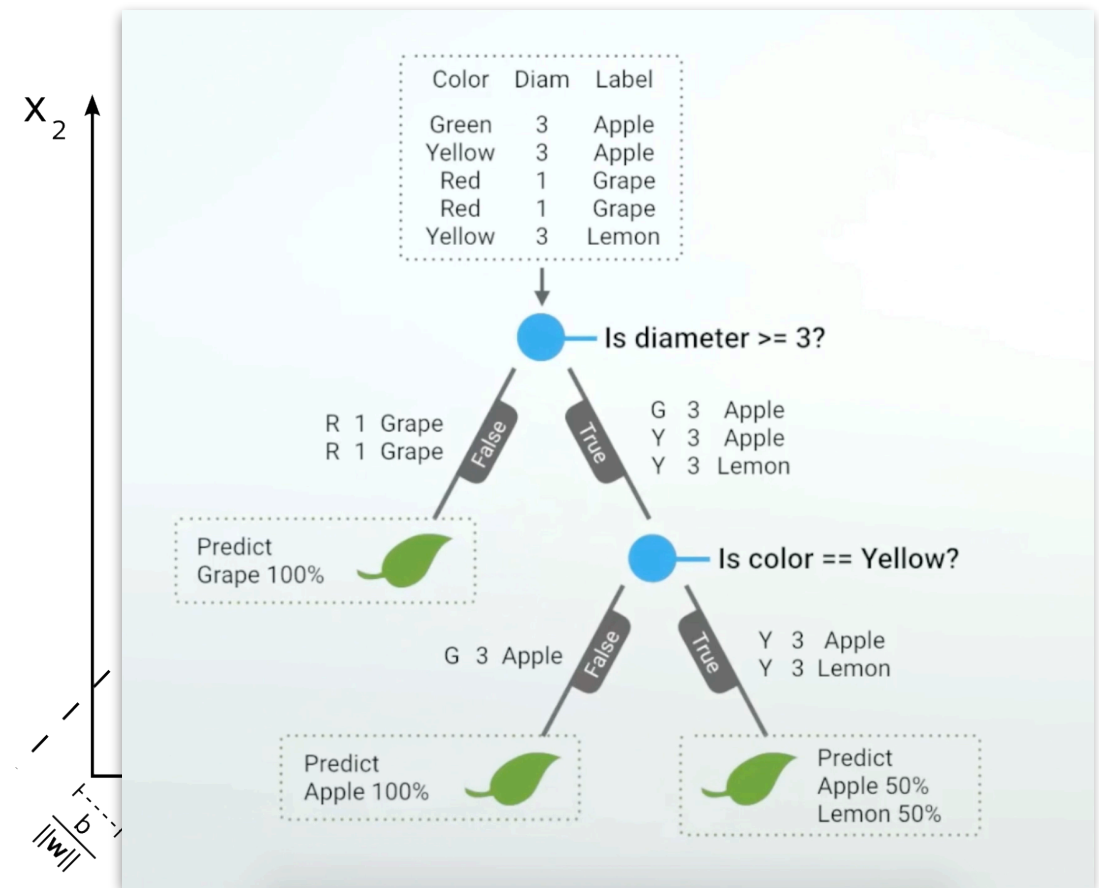 X2
Color Diam Label
Green 3 Apple
Yellow 3 Apple
Red 1 Grape
Red 1 Grape
Yellow 3 Lemon
Is diameter >= 3?
False
True
R 1 Grape
R 1 Grape
G 3 Apple
Y 3 Apple
Y 3 Lemon
Predict
Grape 100%
Is color == Yellow?
False
True
G 3 Apple
Y 3 Apple
Y 3 Lemon
Predict
Apple 100%
Predict
Apple 50%
Lemon 50%
b
||w||